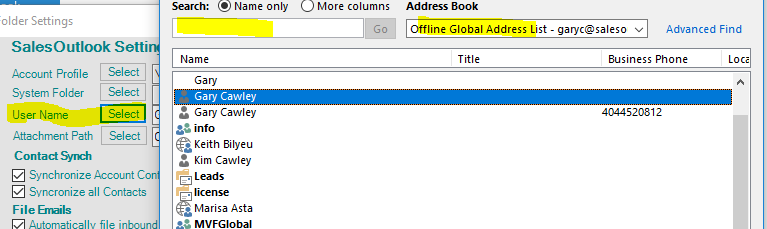 older Settings
SalesOutlook Setting
Account Profile Select
System Folder Select
User Name Select
Attachment Path Select
Contact Synch
Synchronize Account Cont
Syncronize all Contacts
File Emails
Automatically file inbound
Search: Name only More columns Address Book
Go Offline Global Address List - garyc@saleso Advanced Find
Name Title Business Phone Loca
Gary
Gary Cawley
Gary Cawley 4044520812
info
Keith Bilyeu
Kim Cawley
Leads
license
Marisa Asta
MVFGlobal